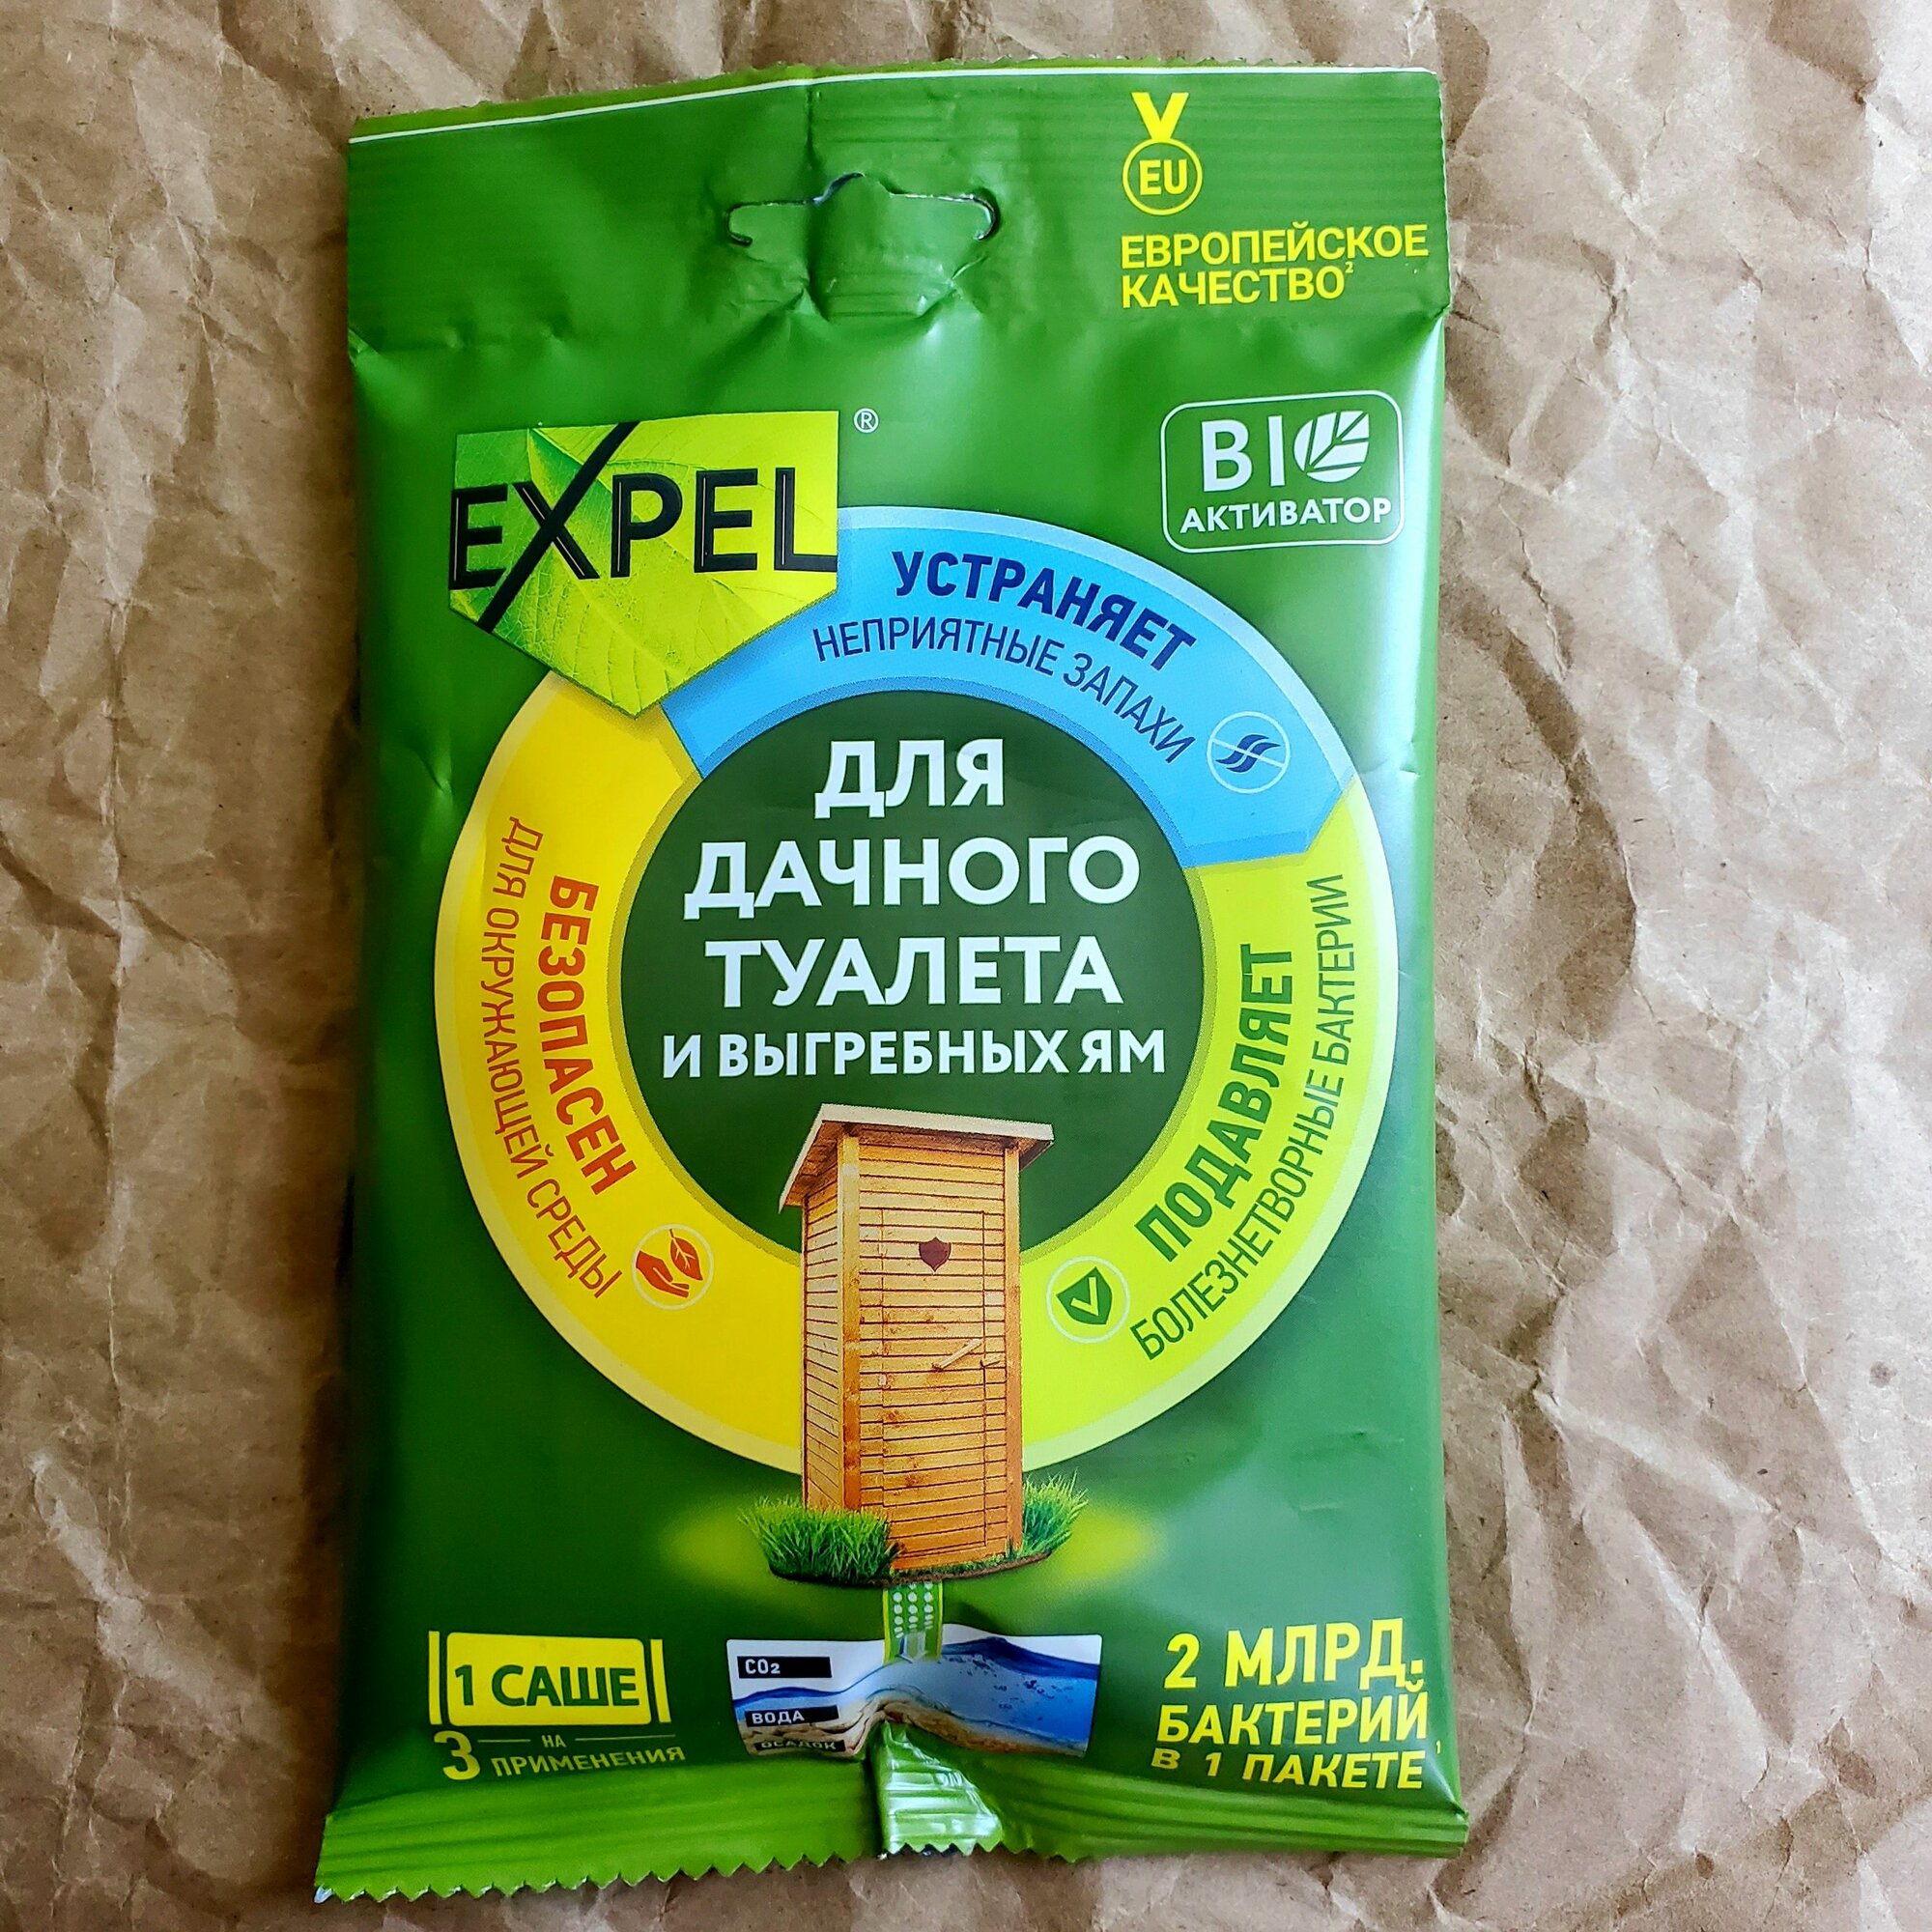 EU
ЕВРОПЕЙСКОЕ
КАЧЕСТВО²
EXPEL®
BIO
АКТИВАТОР
УСТРАНЯЕТ
НЕПРИЯТНЫЕ ЗАПАХИ
БЕЗОПАСЕН
ДЛЯ ОКРУЖАЮЩЕЙ СРЕДЫ
ПОДАВЛЯЕТ
БОЛЕЗНЕТВОРНЫЕ БАКТЕРИИ
ДЛЯ
ДАЧНОГО
ТУАЛЕТА
И ВЫГРЕБНЫХ ЯМ
1 САШЕ
НА
3 ПРИМЕНЕНИЯ
CO₂
ВОДА
ОСАДОК
2 МЛРД.
БАКТЕРИЙ
В 1 ПАКЕТЕ¹